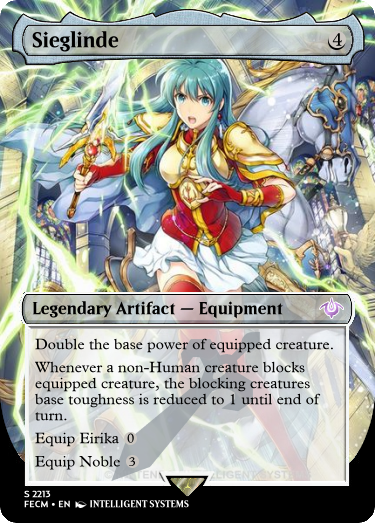 Sieglinde 4
Legendary Artifact — Equipment
Double the base power of equipped creature.
Whenever a non-Human creature blocks
equipped creature, the blocking creatures
base toughness is reduced to 1 until end of
turn.
Equip Eirika 0
Equip Noble 3
INTELLIGENT SYSTEMS
S 2213
FECM • EN INTELLIGENT SYSTEMS